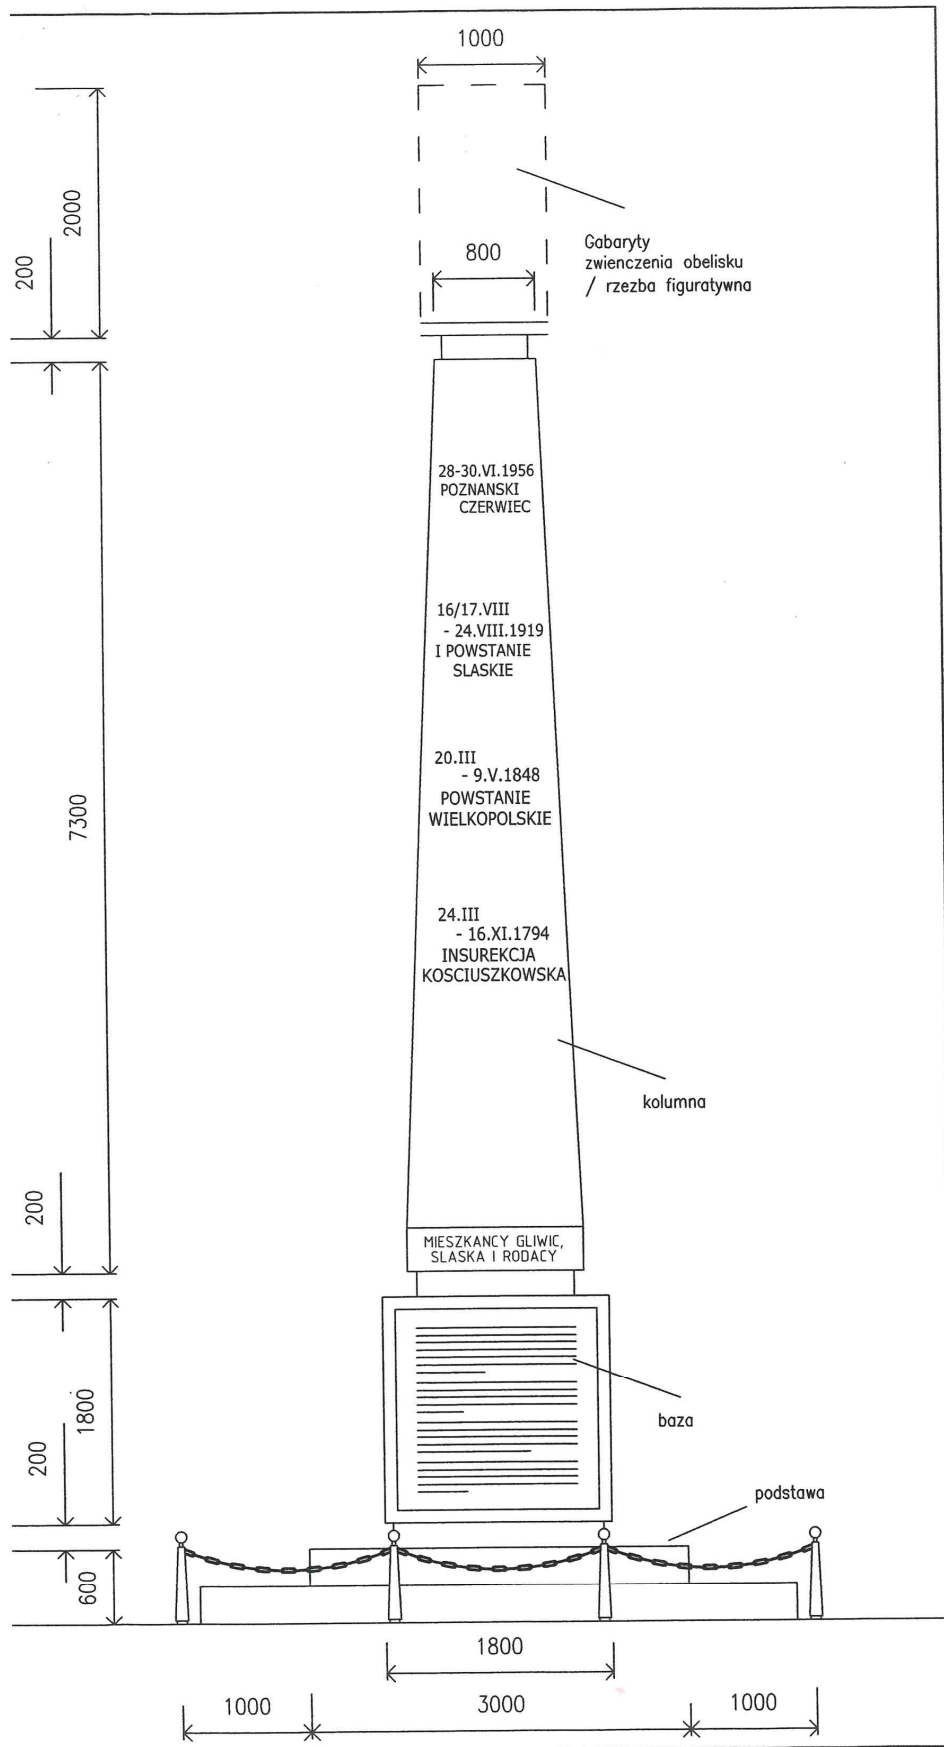 1000
2000
200
800
Gabaryty
zwienczenia obelisku
/ rzezba figuratywna
28-30.VI.1956
POZNANSKI
CZERWIEC
16/17.VIII
- 24.VIII.1919
I POWSTANIE
SLASKIE
20.III
- 9.V.1848
POWSTANIE
WIELKOPOLSKIE
7300
24.III
- 16.XI.1794
INSUREKCJA
KOSCIUSZKOWSKA
kolumna
200
MIESZKANCY GLIWIC,
SLASKA I RODACY
1800
baza
200
podstawa
600
1800
1000
3000
1000